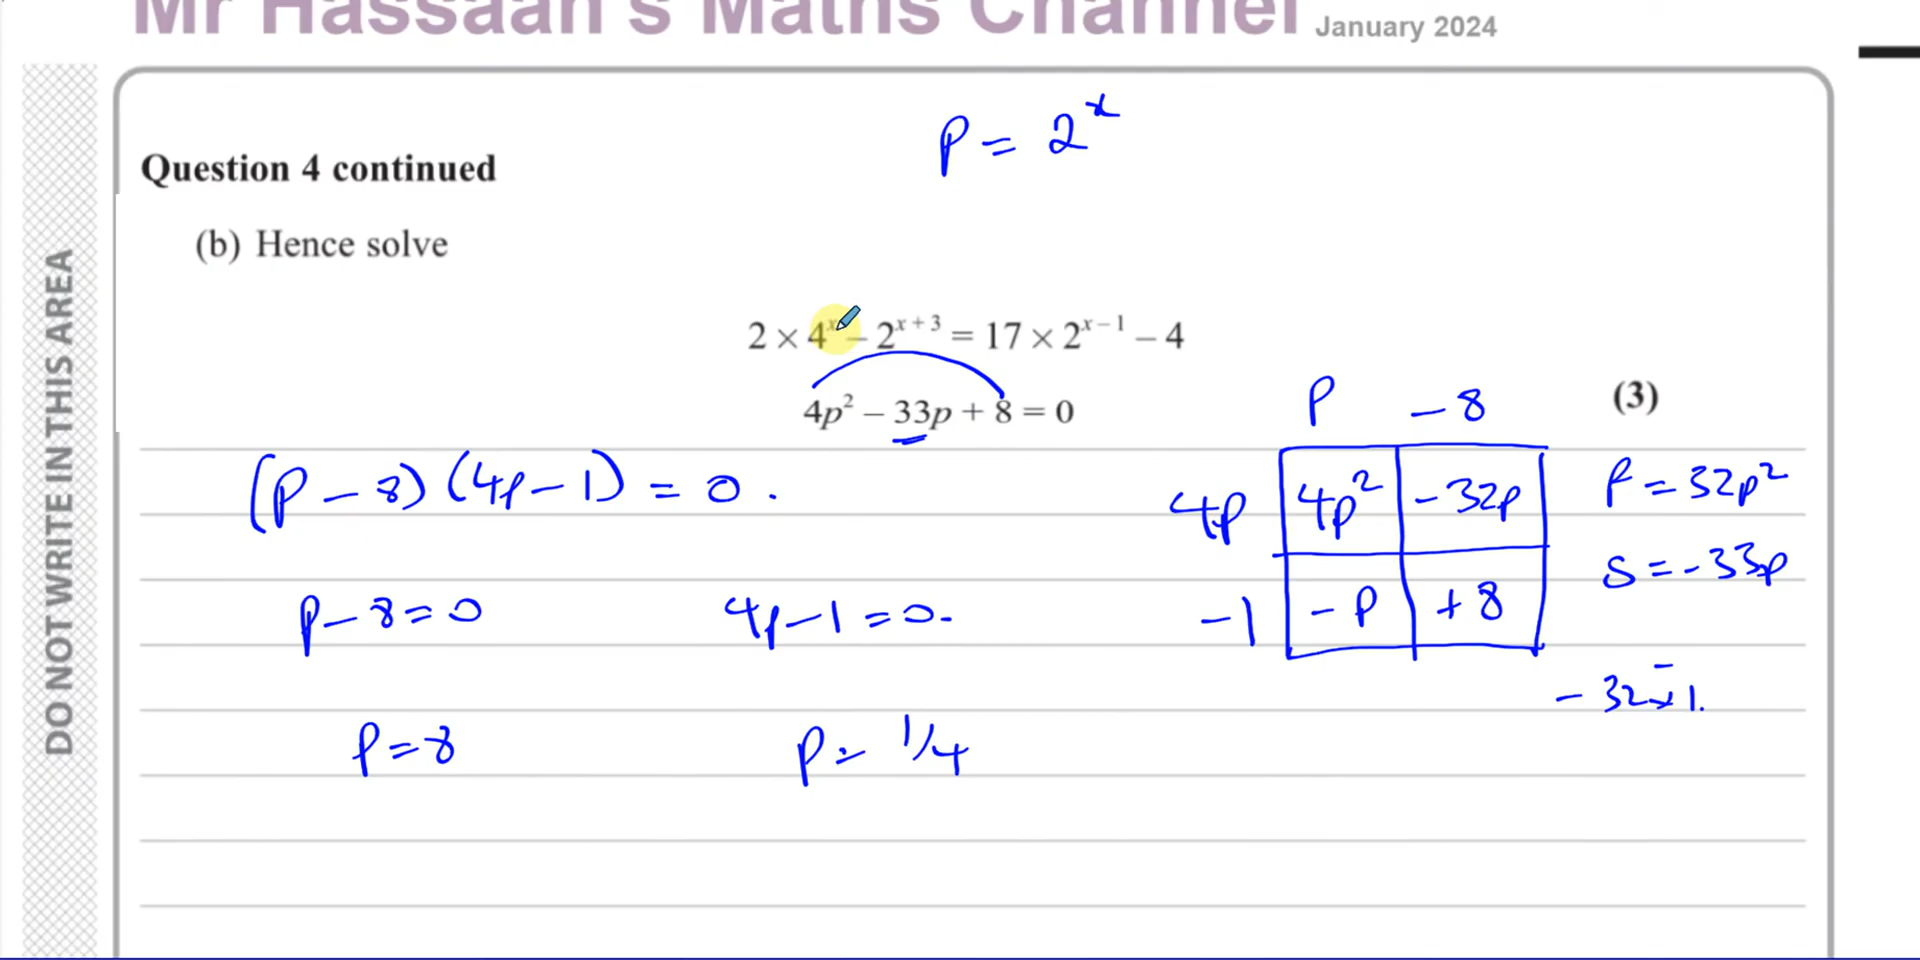 Mr Hassaan's Maths Channel January 2024
DO NOT WRITE IN THIS AREA
P = 2^x
Question 4 continued
(b) Hence solve
2 × 4^x – 2^(x + 3) = 17 × 2^(x – 1) – 4
4p² – 33p + 8 = 0
(3)
P – 8
(P – 8)(4p – 1) = 0.
4p 4p² – 32p
P = 32p²
S = -33p
-1 – P + 8
p – 8 = 0 4p – 1 = 0.
– 32 × – 1.
P = 8 P = 1/4